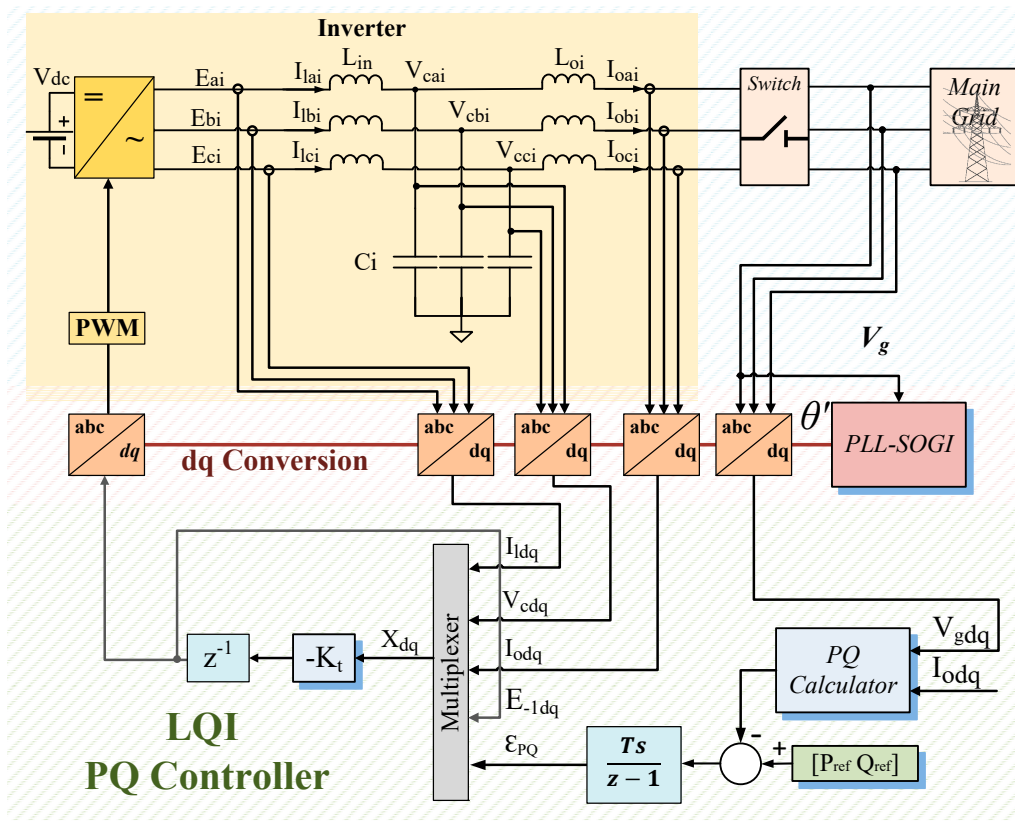 Inverter
Vdc
=
~
+
-
Eai
Ebi
Eci
Ilai
Ilbi
Ilci
Lin
Vcai
Vcbi
Vcci
Loi
Ioai
Iobi
Ioci
Switch
Main
Grid
Ci
PWM
Vg
abc
dq
dq Conversion
abc
dq
abc
dq
abc
dq
abc
dq
θ′
PLL-SOGI
Ildq
Vcdq
Iodq
E-1dq
εPQ
Multiplexer
Xdq
-Kt
z-1
LQI
PQ Controller
Vgdq
Iodq
PQ
Calculator
-
+
Ts
z − 1
[Pref Qref]